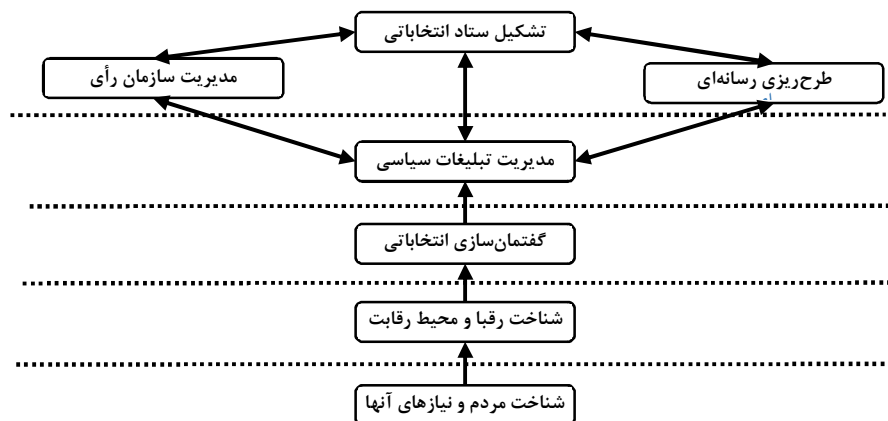 تشکیل ستاد انتخاباتی
طرح‌ریزی رسانه‌ای
مدیریت سازمان رأی
مدیریت تبلیغات سیاسی
گفتمان‌سازی انتخاباتی
شناخت رقبا و محیط رقابت
شناخت مردم و نیازهای آنها